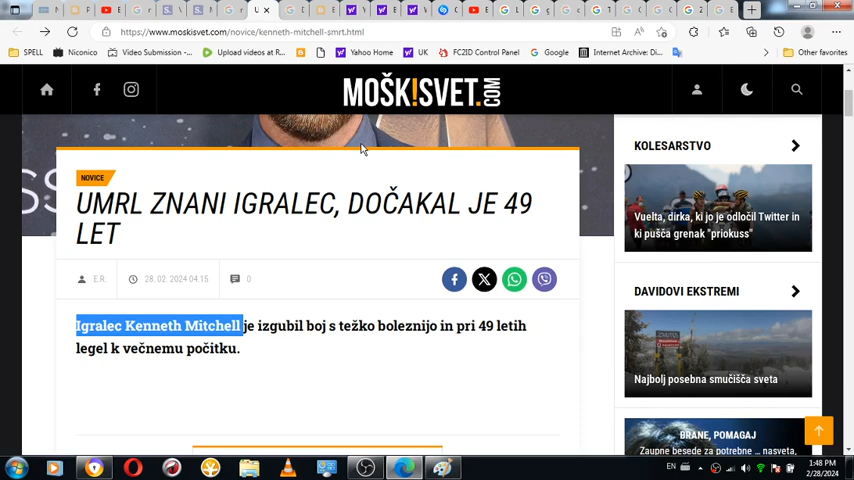 U
https://www.moskisvet.com/novice/kenneth-mitchell-smrt.html
SPELL
Niconico
Video Submission -...
Upload videos at R...
Yahoo Home
UK
FC2ID Control Panel
Google
Internet Archive: Di...
Other favorites
MOŠK!SVET.COM
NOVICE
UMRL ZNANI IGRALEC, DOČAKAL JE 49
LET
E.R.
28. 02. 2024 04.15
0
Igralec Kenneth Mitchell je izgubil boj s težko boleznijo in pri 49 letih
legel k večnemu počitku.
KOLESARSTVO
Vuelta, dirka, ki jo je odločil Twitter in
ki pušča grenak "priokuss"
DAVIDOVI EKSTREMI
Najbolj posebna smučišča sveta
BRANE, POMAGAJ
Zaupne besede za potrebne … nasveta,
EN
1:48 PM
2/28/2024